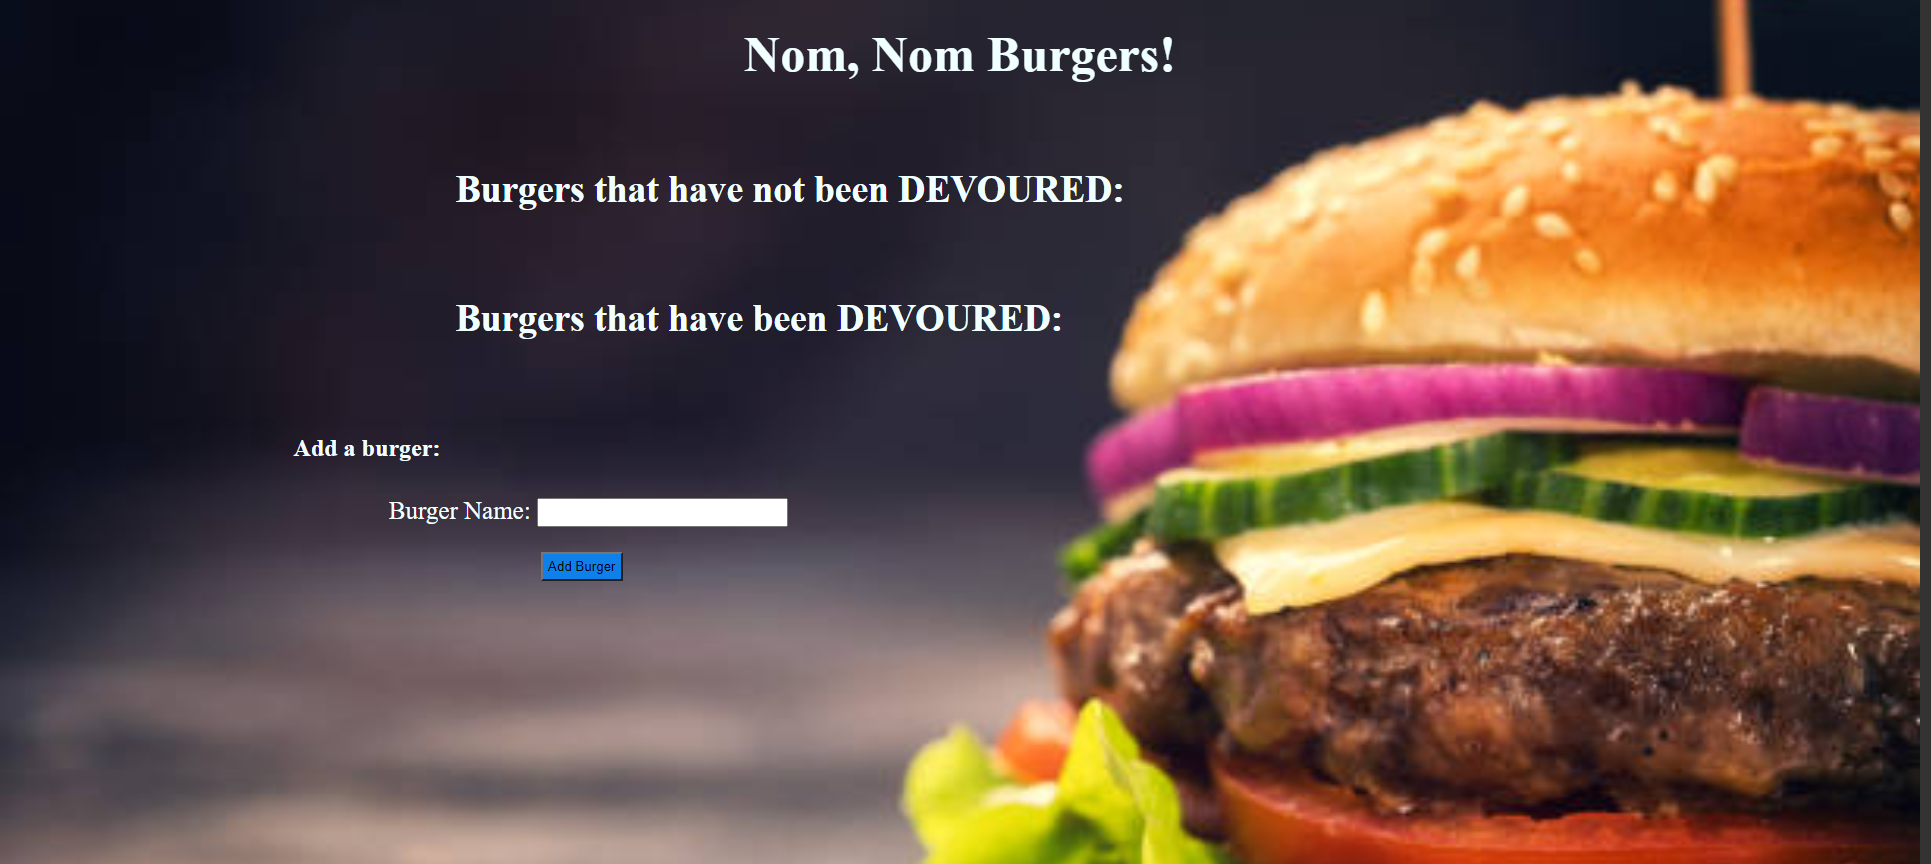 Nom, Nom Burgers!
Burgers that have not been DEVOURED:
Burgers that have been DEVOURED:
Add a burger:
Burger Name:
Add Burger